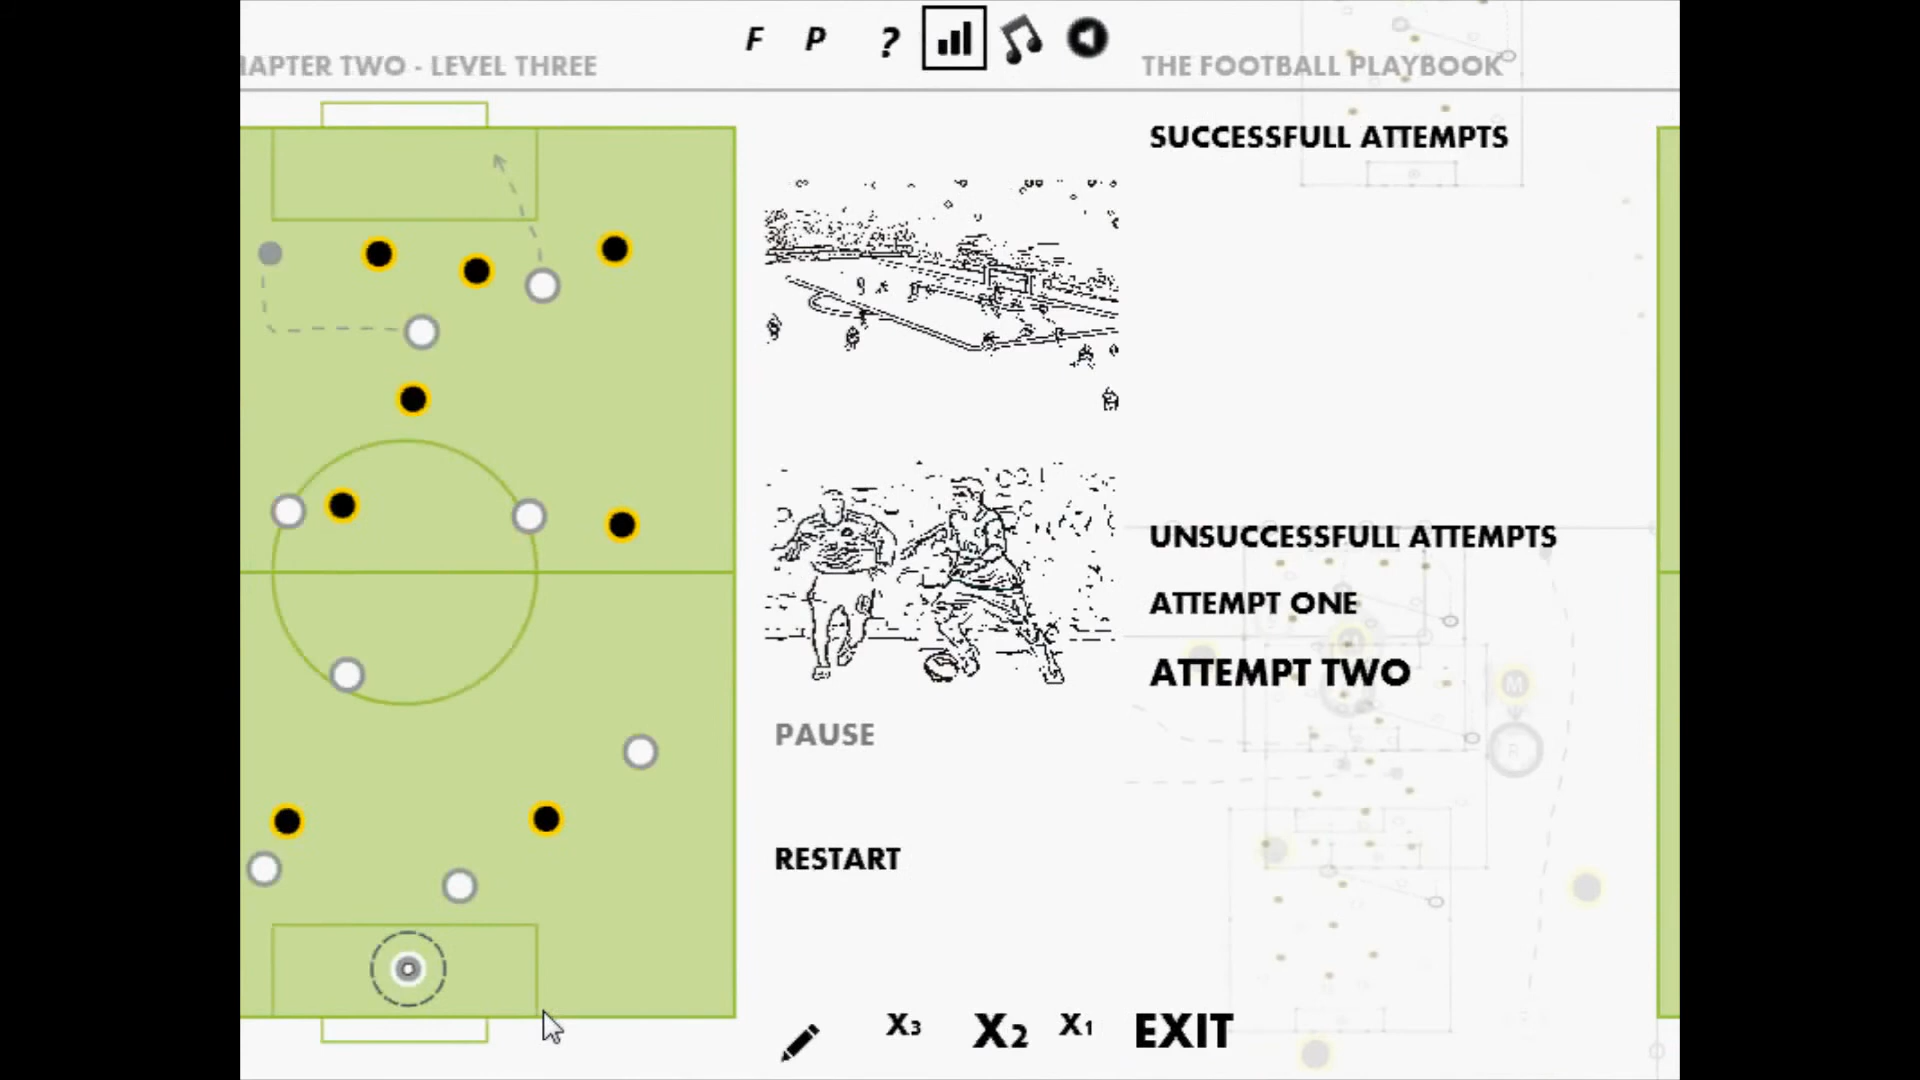 F P ?
HAPTER TWO - LEVEL THREE
THE FOOTBALL PLAYBOOK
SUCCESSFULL ATTEMPTS
UNSUCCESSFULL ATTEMPTS
ATTEMPT ONE
ATTEMPT TWO
M
R
PAUSE
RESTART
X3 X2 X1 EXIT